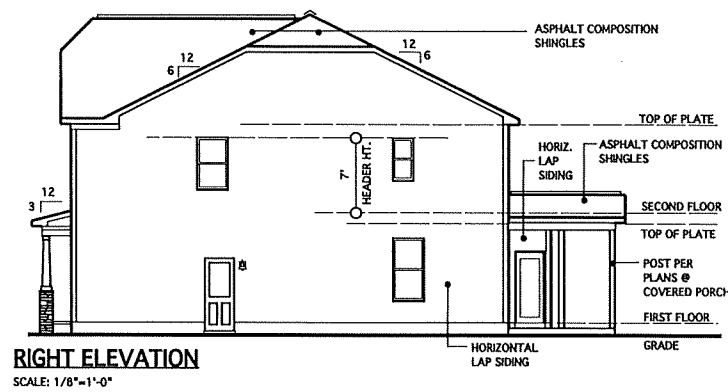 ASPHALT COMPOSITION
SHINGLES
12
6
12
6
TOP OF PLATE
HORIZ.
LAP
SIDING
ASPHALT COMPOSITION
SHINGLES
7'
HEADER HT.
12
3
SECOND FLOOR
TOP OF PLATE
POST PER
PLANS @
COVERED PORCH
FIRST FLOOR
GRADE
HORIZONTAL
LAP SIDING
RIGHT ELEVATION
SCALE: 1/8"=1'-0"